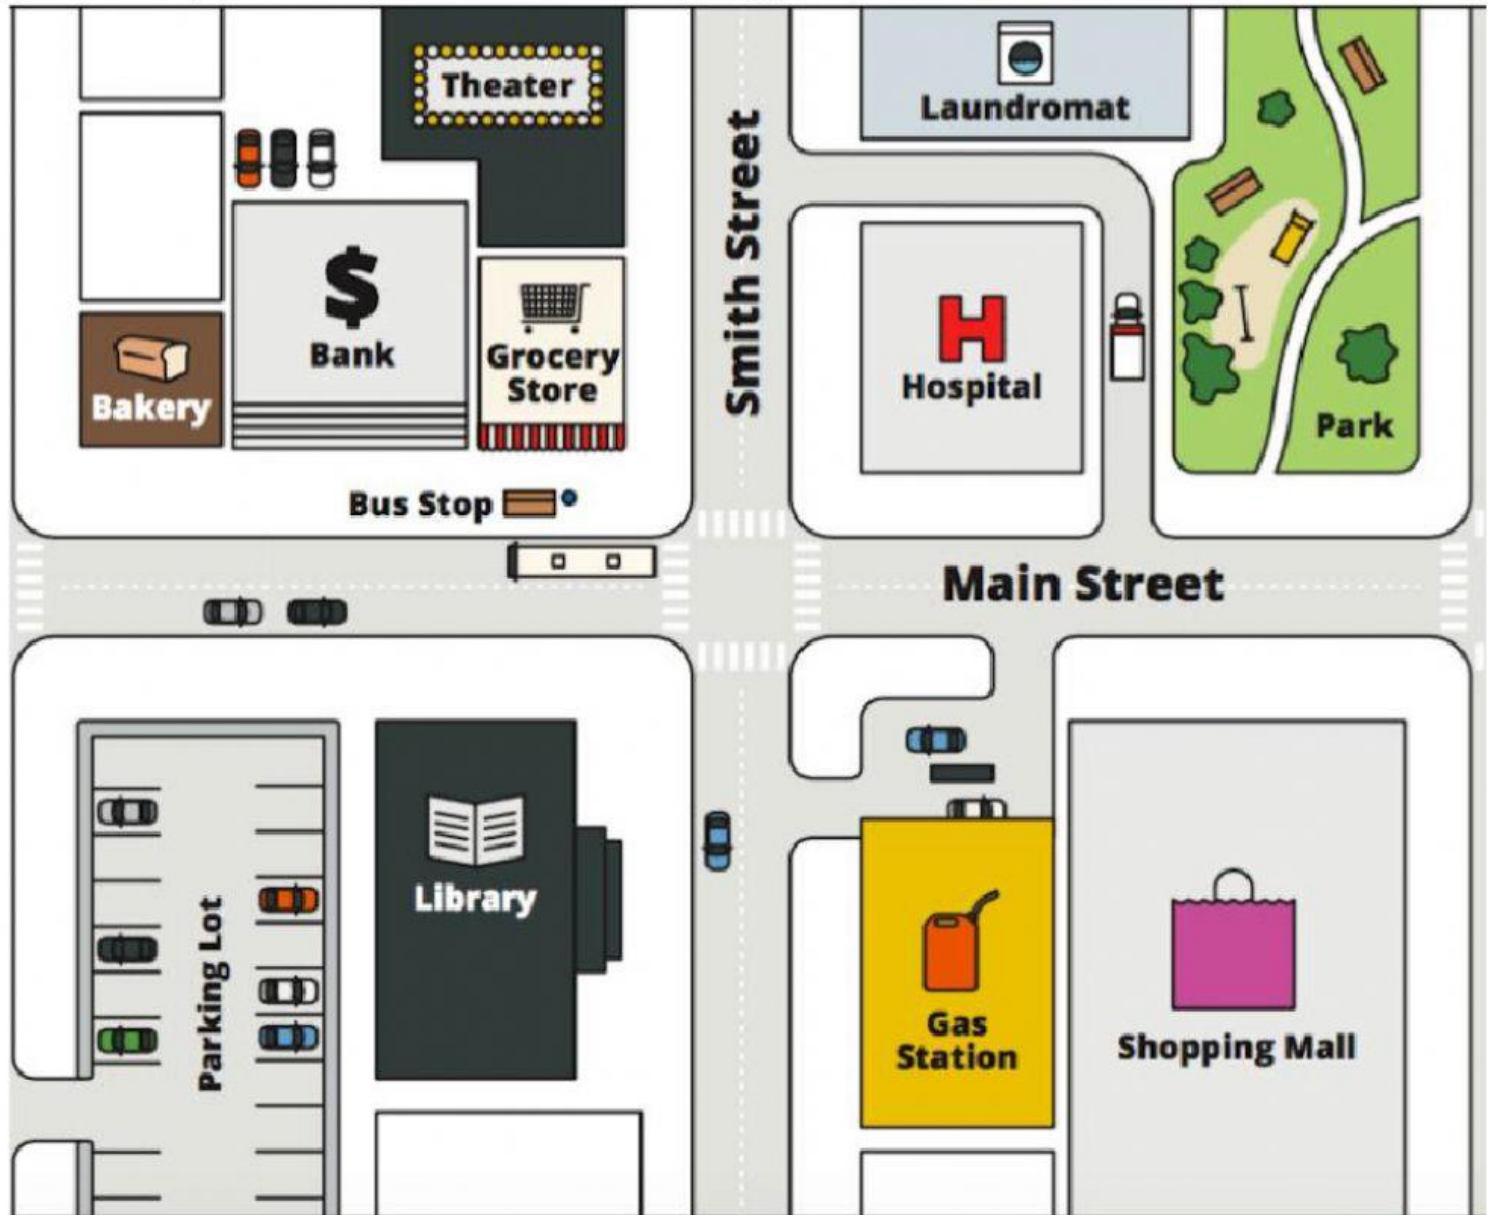 Theater
Laundromat
Smith Street
$
Bank
Grocery
Store
H
Hospital
Bakery
Park
Bus Stop
Main Street
Library
Parking Lot
Gas
Station
Shopping Mall